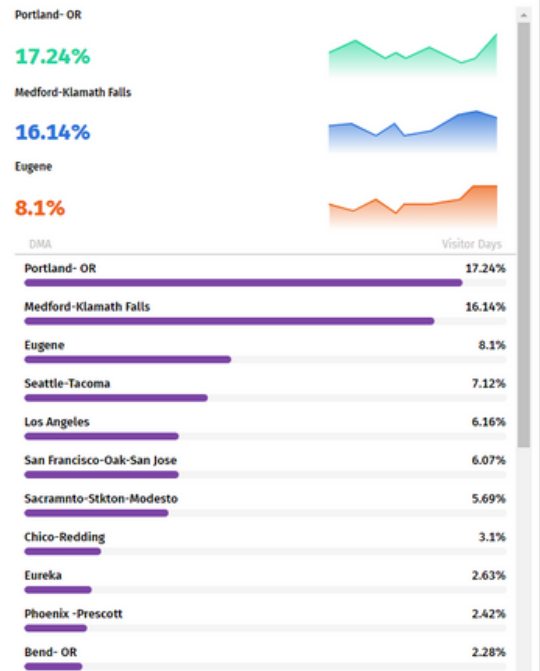 Portland- OR
17.24%
Medford-Klamath Falls
16.14%
Eugene
8.1%
DMA Visitor Days
Portland- OR 17.24%
Medford-Klamath Falls 16.14%
Eugene 8.1%
Seattle-Tacoma 7.12%
Los Angeles 6.16%
San Francisco-Oak-San Jose 6.07%
Sacramnto-Stkton-Modesto 5.69%
Chico-Redding 3.1%
Eureka 2.63%
Phoenix -Prescott 2.42%
Bend- OR 2.28%